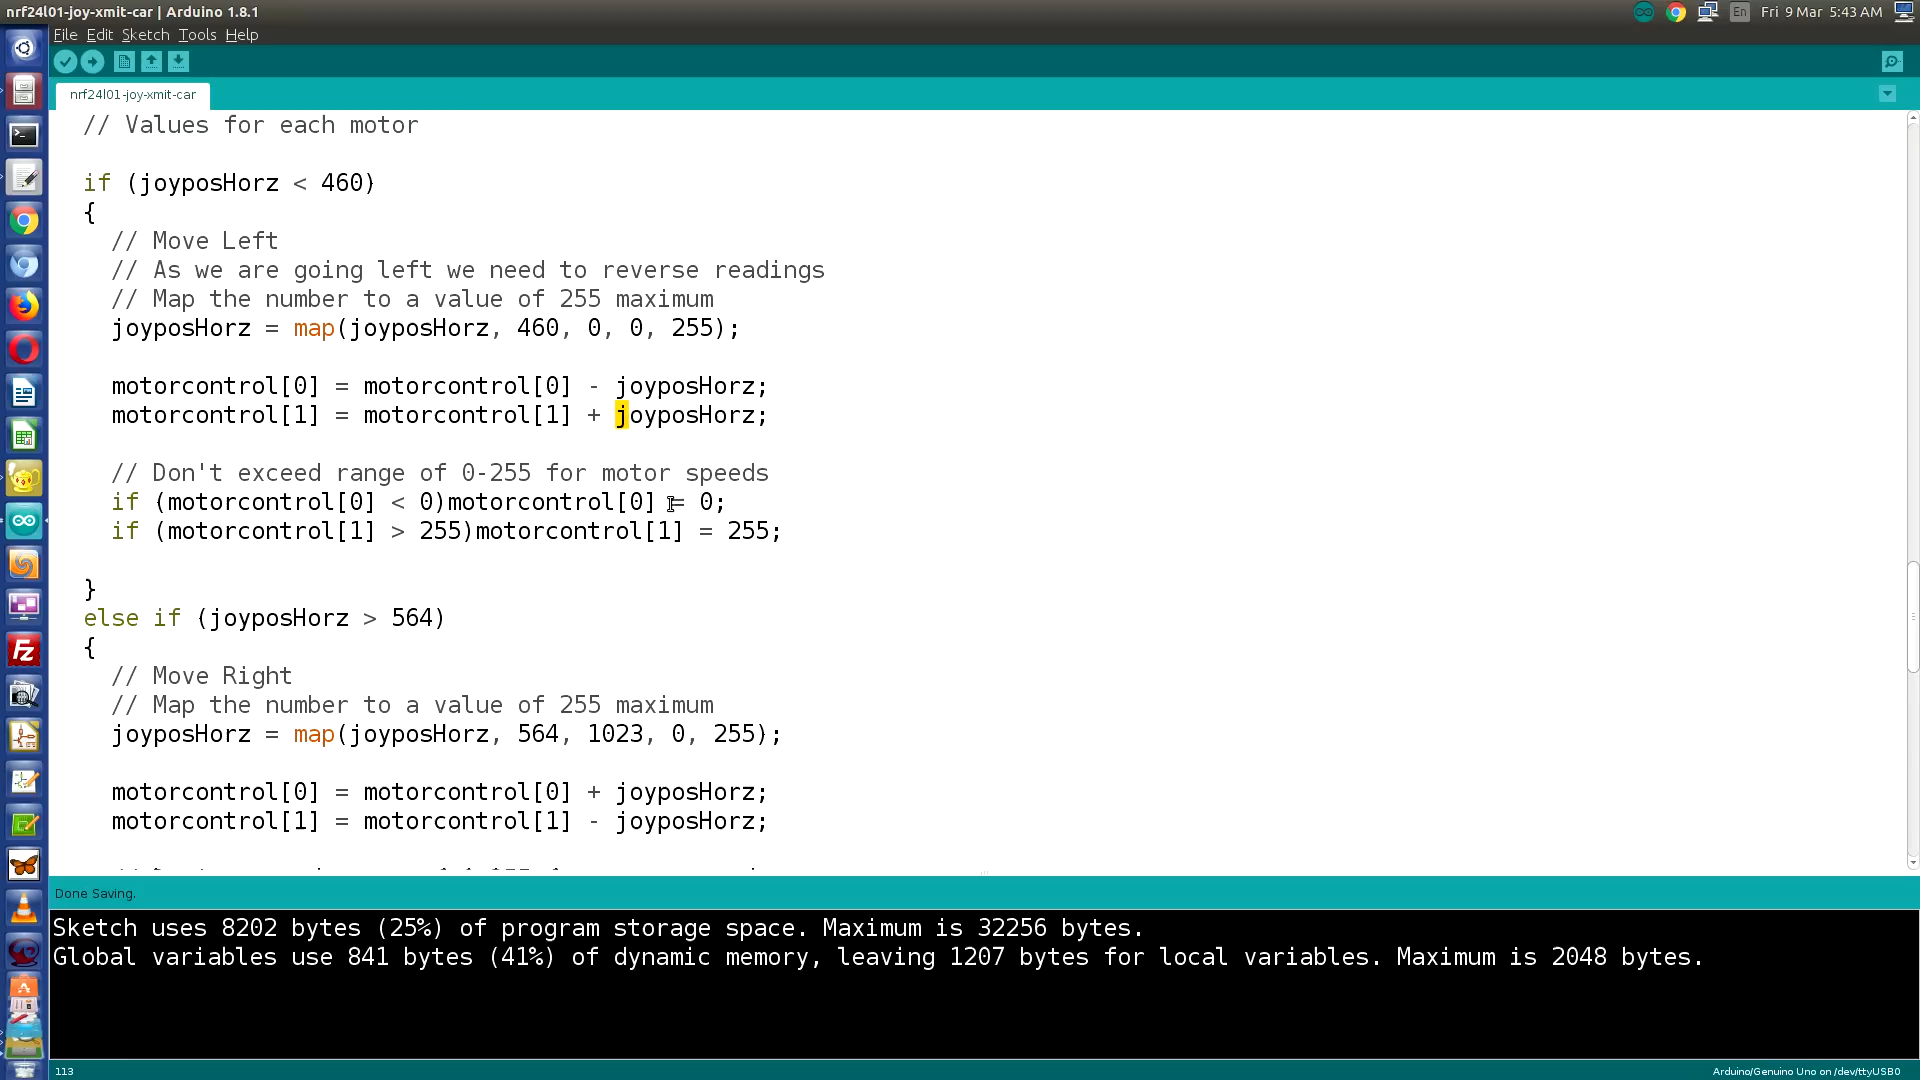 nrf24l01-joy-xmit-car | Arduino 1.8.1
En
Fri 9 Mar 5:43 AM
File Edit Sketch Tools Help
nrf24l01-joy-xmit-car
// Values for each motor
if (joyposHorz < 460)
{
// Move Left
// As we are going left we need to reverse readings
// Map the number to a value of 255 maximum
joyposHorz = map(joyposHorz, 460, 0, 0, 255);
motorcontrol[0] = motorcontrol[0] - joyposHorz;
motorcontrol[1] = motorcontrol[1] + joyposHorz;
// Don't exceed range of 0-255 for motor speeds
if (motorcontrol[0] < 0)motorcontrol[0] = 0;
if (motorcontrol[1] > 255)motorcontrol[1] = 255;
}
else if (joyposHorz > 564)
{
// Move Right
// Map the number to a value of 255 maximum
joyposHorz = map(joyposHorz, 564, 1023, 0, 255);
motorcontrol[0] = motorcontrol[0] + joyposHorz;
motorcontrol[1] = motorcontrol[1] - joyposHorz;
Done Saving.
Sketch uses 8202 bytes (25%) of program storage space. Maximum is 32256 bytes.
Global variables use 841 bytes (41%) of dynamic memory, leaving 1207 bytes for local variables. Maximum is 2048 bytes.
113
Arduino/Genuino Uno on /dev/ttyUSB0